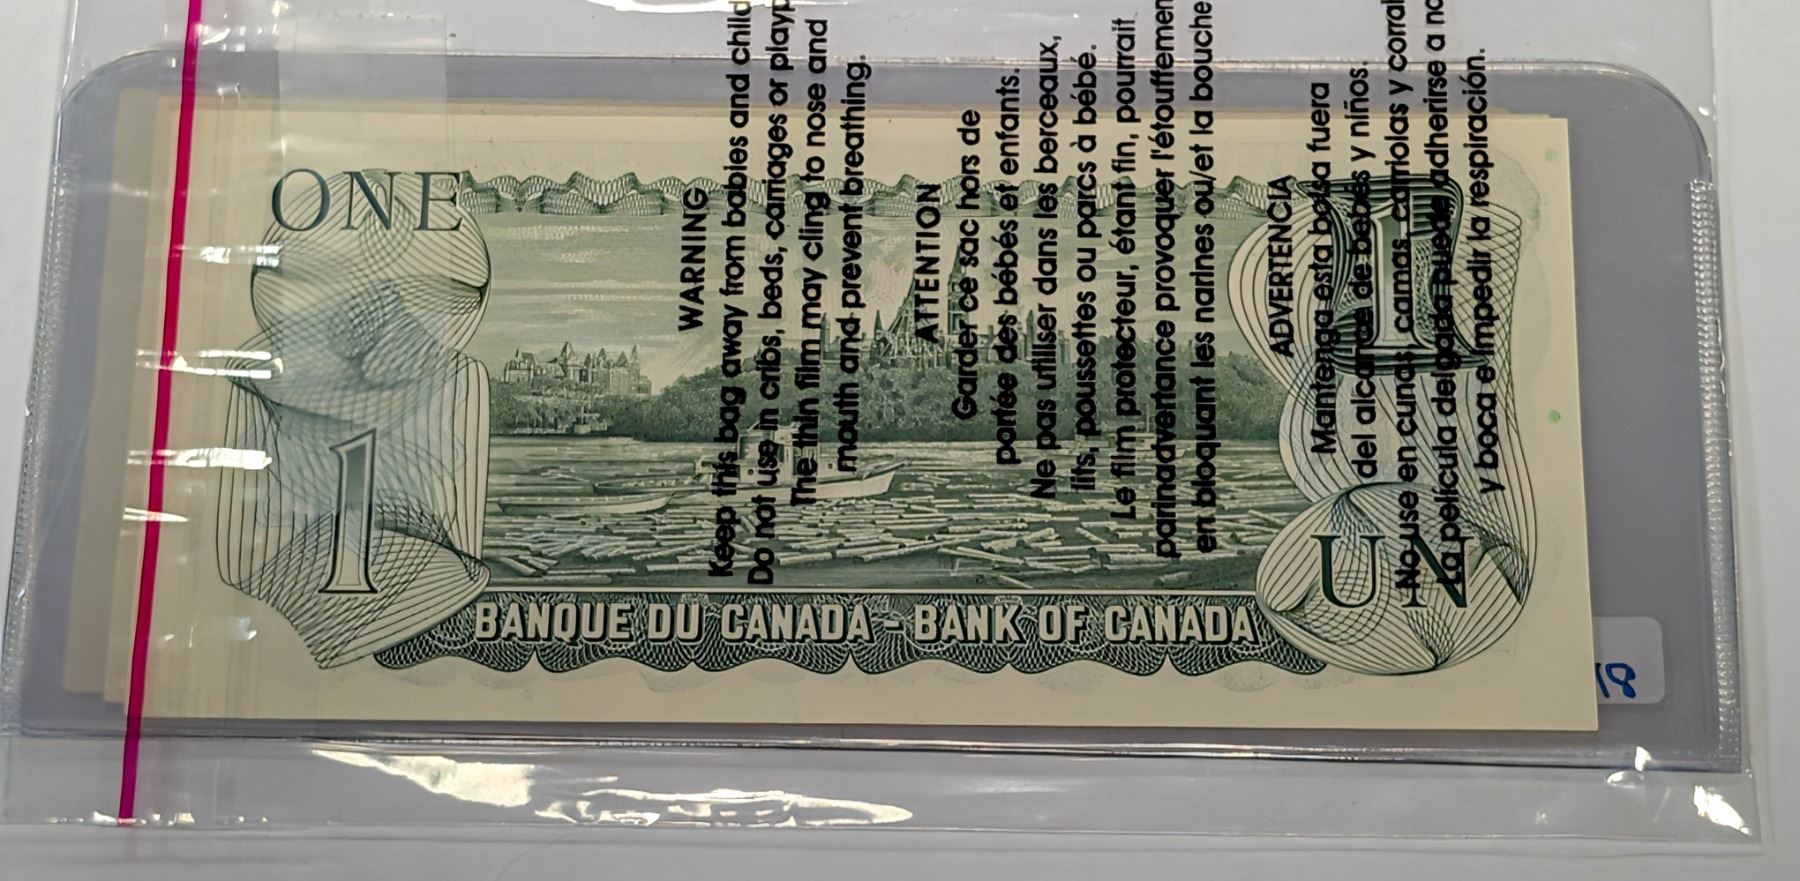 ONE
1
1
UN
BANQUE DU CANADA - BANK OF CANADA
18
WARNING
Keep this bag away from babies and child
Do not use in cribs, beds, carriages or playp
The thin film may cling to nose and
mouth and prevent breathing.
ATTENTION
Garder ce sac hors de
portée des bébés et enfants.
Ne pas utiliser dans les berceaux,
lits, poussettes ou parcs à bébé.
Le film protecteur, étant fin, pourrait
parinadvertance provoquer l'étouffemen
en bloquant les narines ou/et la bouche
ADVERTENCIA
Mantenga esta bolsa fuera
del alcance de bebés y niños.
No use en cunas, camas, carriolas y corral
La película delgada puede adherirse a na
y boca e impedir la respiración.